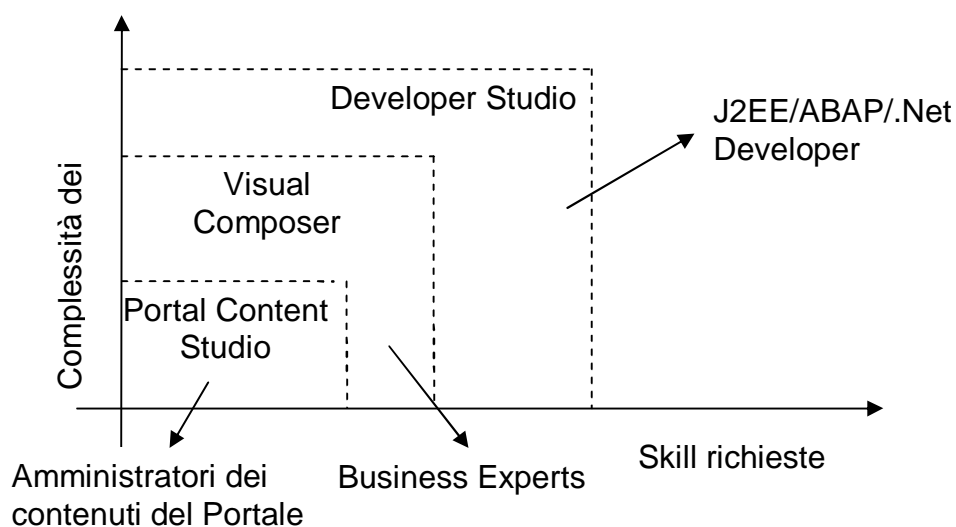 Developer Studio
J2EE/ABAP/.Net
Developer
Visual
Composer
Complessità dei
Portal Content
Studio
Skill richieste
Amministratori dei
contenuti del Portale
Business Experts